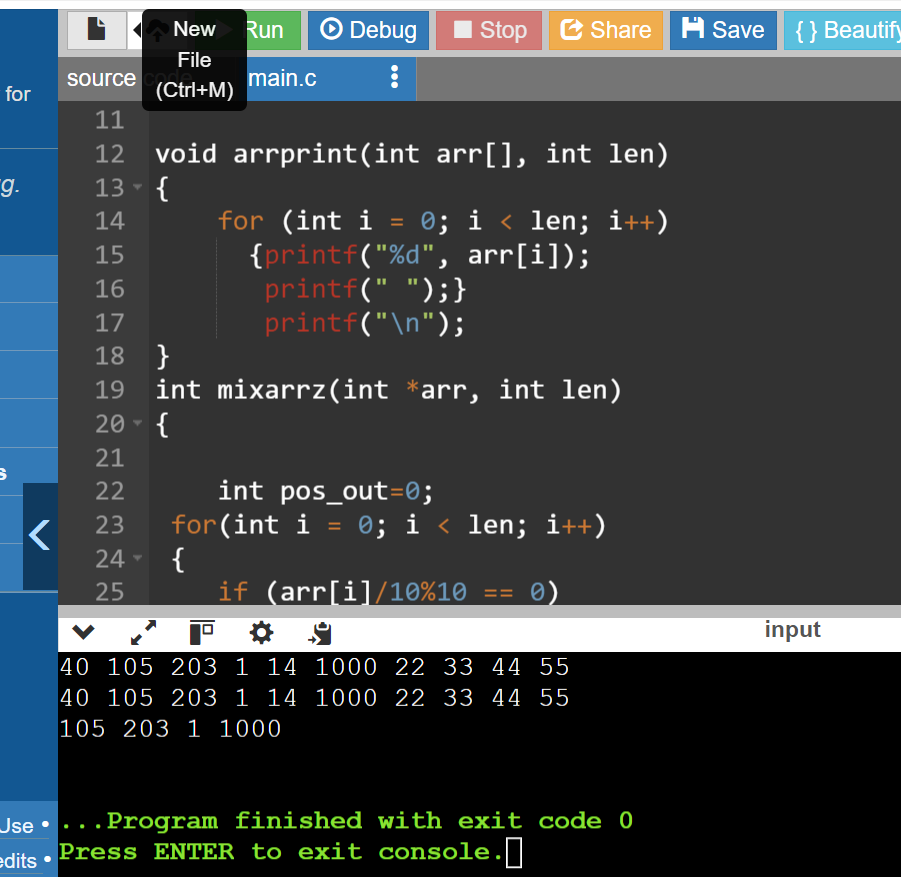 New
File
(Ctrl+M)
Run
Debug
Stop
Share
Save
{ } Beautify
source code
main.c
for
g.
s
11
12 void arrprint(int arr[], int len)
13 {
14 for (int i = 0; i < len; i++)
15 {printf("%d", arr[i]);
16 printf(" ");}
17 printf("\n");
18 }
19 int mixarrz(int *arr, int len)
20 {
21
22 int pos_out=0;
23 for(int i = 0; i < len; i++)
24 {
25 if (arr[i]/10%10 == 0)
input
40 105 203 1 14 1000 22 33 44 55
40 105 203 1 14 1000 22 33 44 55
105 203 1 1000
...Program finished with exit code 0
Press ENTER to exit console.
Use •
edits •